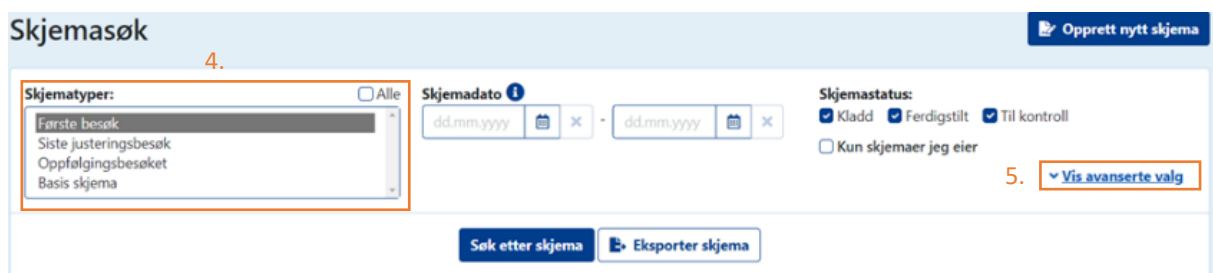 Skjemasøk
Opprett nytt skjema
4.
Skjematyper:
Alle
Første besøk
Siste justeringsbesøk
Oppfølgingsbesøket
Basis skjema
Skjemadato
dd.mm.yyyy
-
dd.mm.yyyy
Skjemastatus:
Kladd Ferdigstilt Til kontroll
Kun skjemaer jeg eier
5.
Vis avanserte valg
Søk etter skjema
Eksporter skjema